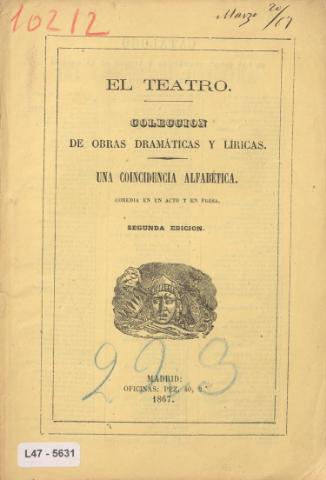 10212
Marzo 20/67
EL TEATRO.
COLECCION
DE OBRAS DRAMÁTICAS Y LÍRICAS.
UNA COINCIDENCIA ALFABÉTICA.
COMEDIA EN UN ACTO Y EN PROSA.
SEGUNDA EDICION.
223
MADRID:
OFICINAS: PEZ, 40, 2.º
1867.
L47 - 5631